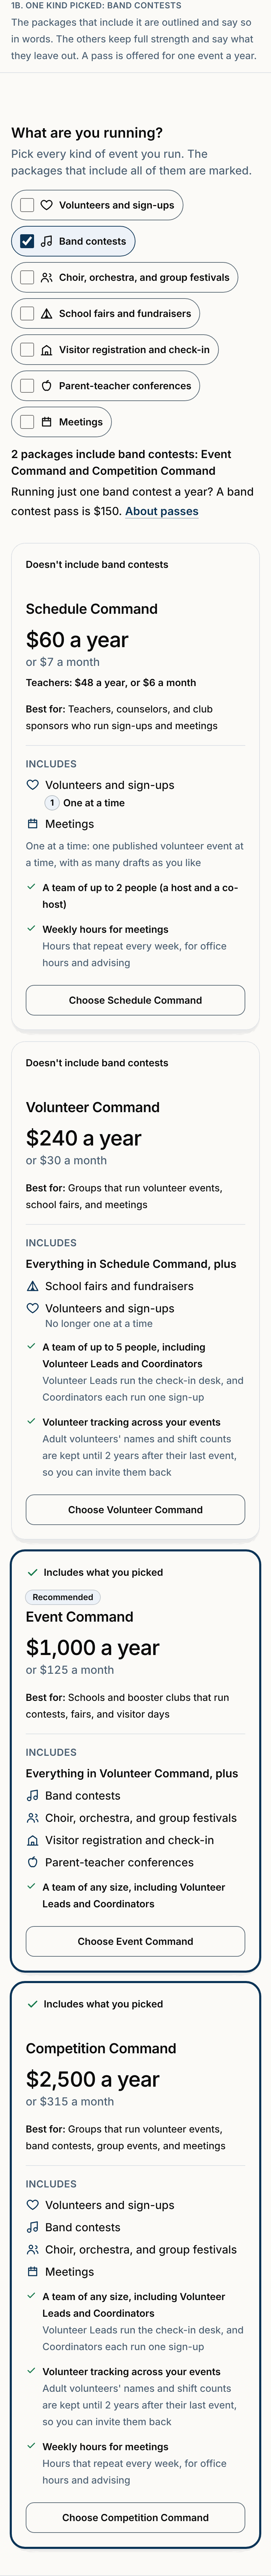 1B. ONE KIND PICKED: BAND CONTESTS
The packages that include it are outlined and say so
in words. The others keep full strength and say what
they leave out. A pass is offered for one event a year.
What are you running?
Pick every kind of event you run. The
packages that include all of them are marked.
Volunteers and sign-ups
Band contests
Choir, orchestra, and group festivals
School fairs and fundraisers
Visitor registration and check-in
Parent-teacher conferences
Meetings
2 packages include band contests: Event
Command and Competition Command
Running just one band contest a year? A band
contest pass is $150. About passes
Doesn't include band contests
Schedule Command
$60 a year
or $7 a month
Teachers: $48 a year, or $6 a month
Best for: Teachers, counselors, and club
sponsors who run sign-ups and meetings
INCLUDES
Volunteers and sign-ups
1 One at a time
Meetings
One at a time: one published volunteer event at
a time, with as many drafts as you like
A team of up to 2 people (a host and a co-
host)
Weekly hours for meetings
Hours that repeat every week, for office
hours and advising
Choose Schedule Command
Doesn't include band contests
Volunteer Command
$240 a year
or $30 a month
Best for: Groups that run volunteer events,
school fairs, and meetings
INCLUDES
Everything in Schedule Command, plus
School fairs and fundraisers
Volunteers and sign-ups
No longer one at a time
A team of up to 5 people, including
Volunteer Leads and Coordinators
Volunteer Leads run the check-in desk, and
Coordinators each run one sign-up
Volunteer tracking across your events
Adult volunteers' names and shift counts
are kept until 2 years after their last event,
so you can invite them back
Choose Volunteer Command
Includes what you picked
Recommended
Event Command
$1,000 a year
or $125 a month
Best for: Schools and booster clubs that run
contests, fairs, and visitor days
INCLUDES
Everything in Volunteer Command, plus
Band contests
Choir, orchestra, and group festivals
Visitor registration and check-in
Parent-teacher conferences
A team of any size, including Volunteer
Leads and Coordinators
Choose Event Command
Includes what you picked
Competition Command
$2,500 a year
or $315 a month
Best for: Groups that run volunteer events,
band contests, group events, and meetings
INCLUDES
Volunteers and sign-ups
Band contests
Choir, orchestra, and group festivals
Meetings
A team of any size, including Volunteer
Leads and Coordinators
Volunteer Leads run the check-in desk, and
Coordinators each run one sign-up
Volunteer tracking across your events
Adult volunteers' names and shift counts
are kept until 2 years after their last event,
so you can invite them back
Weekly hours for meetings
Hours that repeat every week, for office
hours and advising
Choose Competition Command